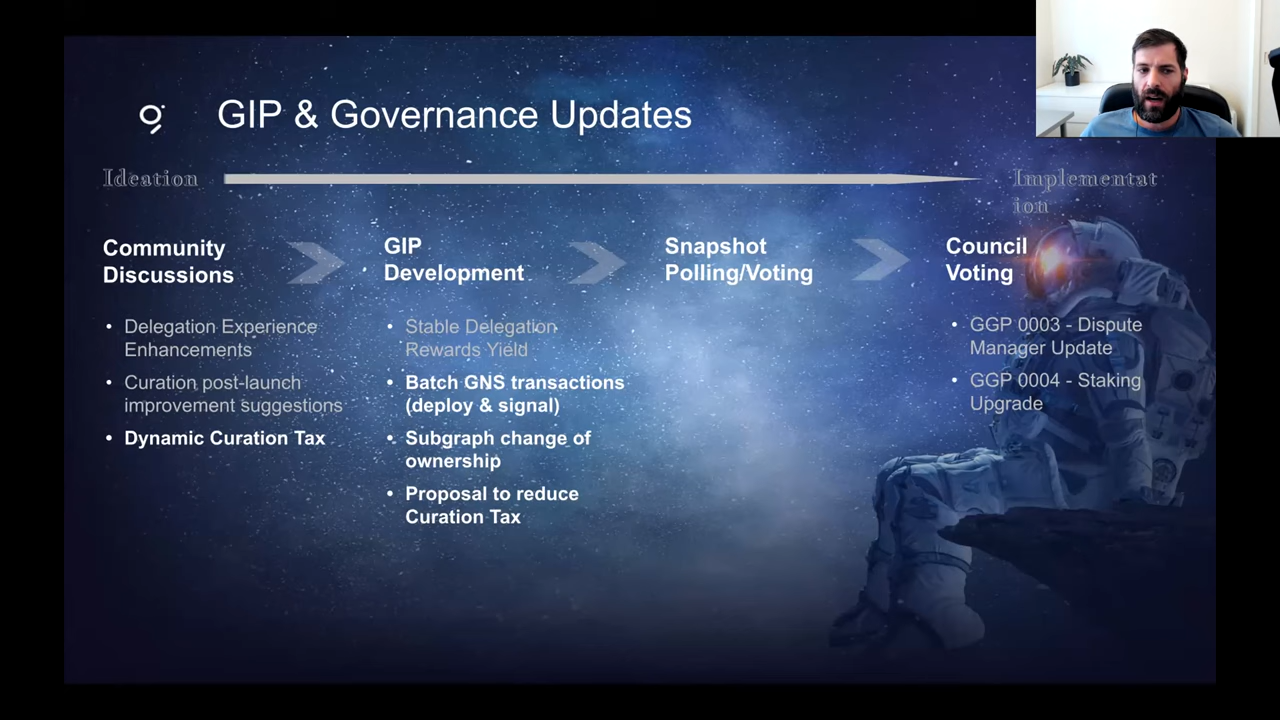 GIP & Governance Updates
Ideation
Implementat
ion
Community
Discussions
GIP
Development
Snapshot
Polling/Voting
Council
Voting
• Delegation Experience
Enhancements
• Curation post-launch
improvement suggestions
• Dynamic Curation Tax
• Stable Delegation
Rewards Yield
• Batch GNS transactions
(deploy & signal)
• Subgraph change of
ownership
• Proposal to reduce
Curation Tax
• GGP 0003 - Dispute
Manager Update
• GGP 0004 - Staking
Upgrade